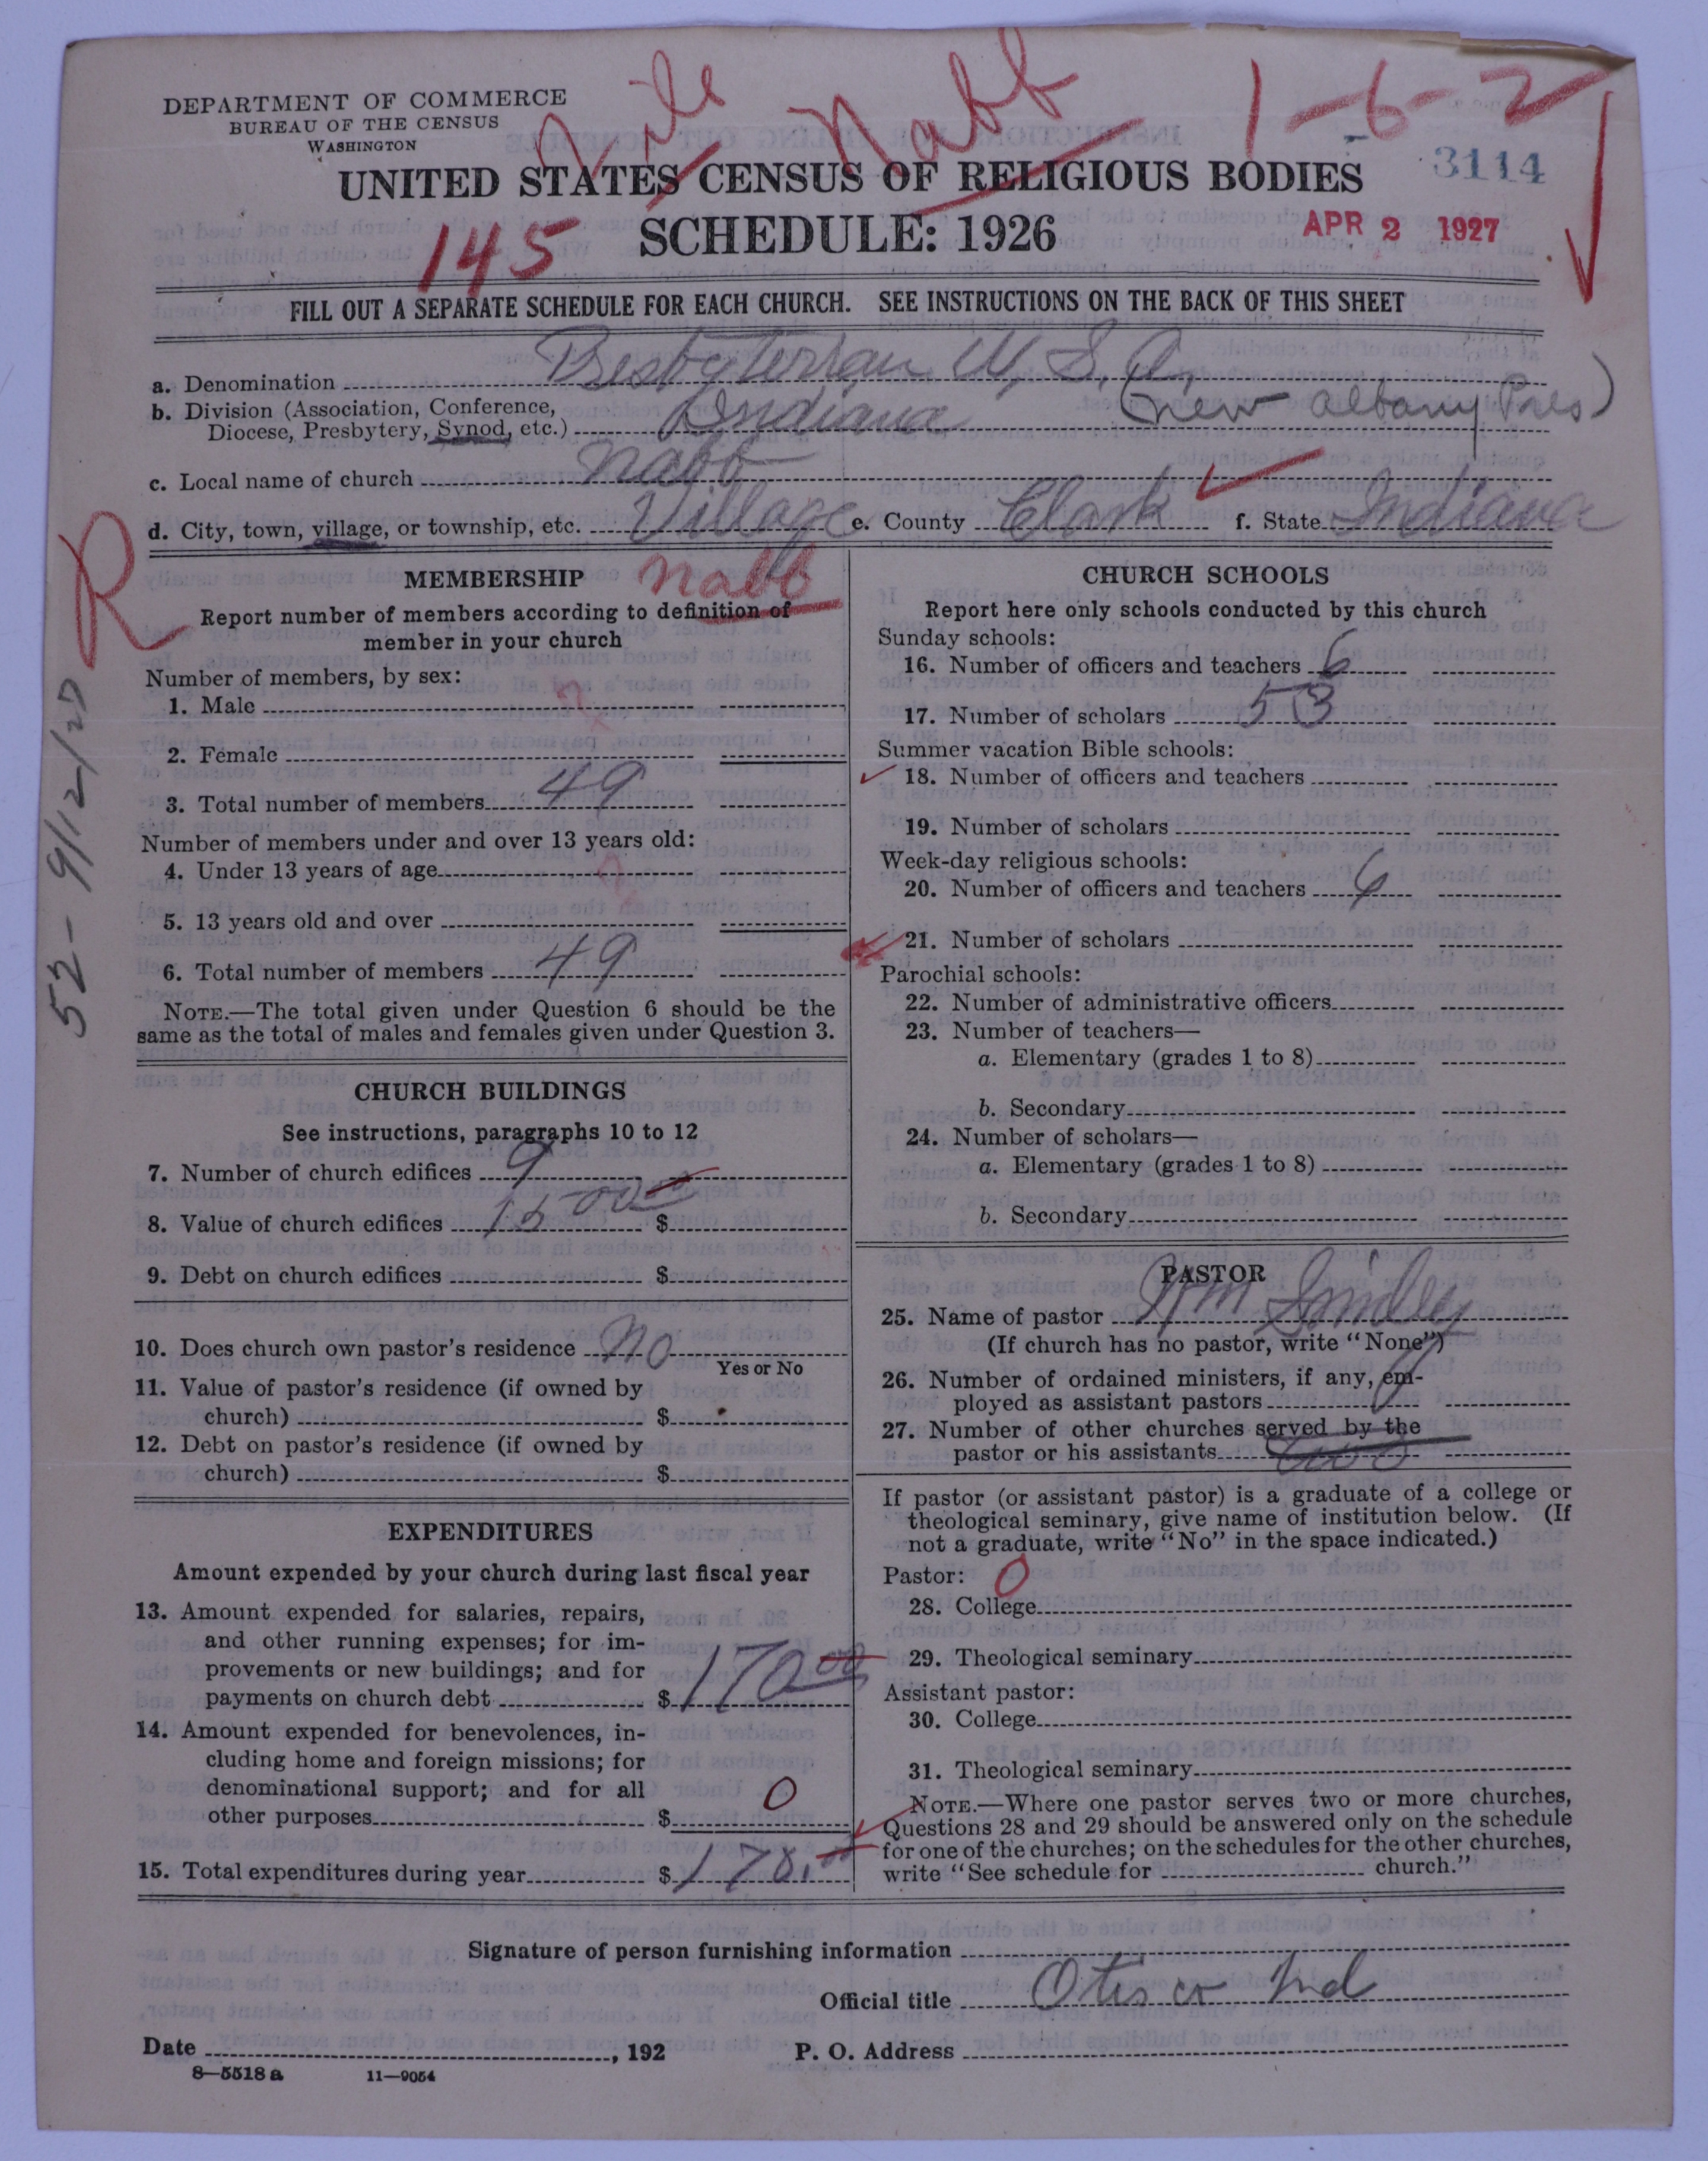 File Nabb 1-6-2
DEPARTMENT OF COMMERCE
BUREAU OF THE CENSUS
WASHINGTON
3114
UNITED STATES CENSUS OF RELIGIOUS BODIES
145 SCHEDULE: 1926
APR 2 1927
FILL OUT A SEPARATE SCHEDULE FOR EACH CHURCH. SEE INSTRUCTIONS ON THE BACK OF THIS SHEET
a. Denomination Presbyterian U. S. A.
b. Division (Association, Conference,
Diocese, Presbytery, Synod, etc.) Indiana (New Albany Pres)
c. Local name of church Nabb
d. City, town, village, or township, etc. Village e. County Clark f. State Indiana
R
52- 9/12/27
MEMBERSHIP Nabb
Report number of members according to definition of
member in your church
Number of members, by sex:
1. Male
2. Female
3. Total number of members 49
Number of members under and over 13 years old:
4. Under 13 years of age
5. 13 years old and over
6. Total number of members 49
NOTE.—The total given under Question 6 should be the
same as the total of males and females given under Question 3.
CHURCH BUILDINGS
See instructions, paragraphs 10 to 12
7. Number of church edifices
8. Value of church edifices 1500 $
9. Debt on church edifices $
10. Does church own pastor's residence No
Yes or No
11. Value of pastor's residence (if owned by
church) $
12. Debt on pastor's residence (if owned by
church) $
EXPENDITURES
Amount expended by your church during last fiscal year
13. Amount expended for salaries, repairs,
and other running expenses; for im-
provements or new buildings; and for
payments on church debt $ 170 00
14. Amount expended for benevolences, in-
cluding home and foreign missions; for
denominational support; and for all
other purposes $ 0
15. Total expenditures during year $ 170. 00
CHURCH SCHOOLS
Report here only schools conducted by this church
Sunday schools:
16. Number of officers and teachers 6
17. Number of scholars 53
Summer vacation Bible schools:
18. Number of officers and teachers
19. Number of scholars
Week-day religious schools:
20. Number of officers and teachers 6
21. Number of scholars
Parochial schools:
22. Number of administrative officers
23. Number of teachers—
a. Elementary (grades 1 to 8)
b. Secondary
24. Number of scholars—
a. Elementary (grades 1 to 8)
b. Secondary
PASTOR
25. Name of pastor Wm
(If church has no pastor, write "None")
26. Number of ordained ministers, if any, em-
ployed as assistant pastors
27. Number of other churches served by the
pastor or his assistants
If pastor (or assistant pastor) is a graduate of a college or
theological seminary, give name of institution below. (If
not a graduate, write "No" in the space indicated.)
Pastor: 0
28. College
29. Theological seminary
Assistant pastor:
30. College
31. Theological seminary
NOTE.—Where one pastor serves two or more churches,
Questions 28 and 29 should be answered only on the schedule
for one of the churches; on the schedules for the other churches,
write "See schedule for church."
Signature of person furnishing information
Official title Otisco Ind
Date , 192 P. O. Address
8—5518 a 11—9054